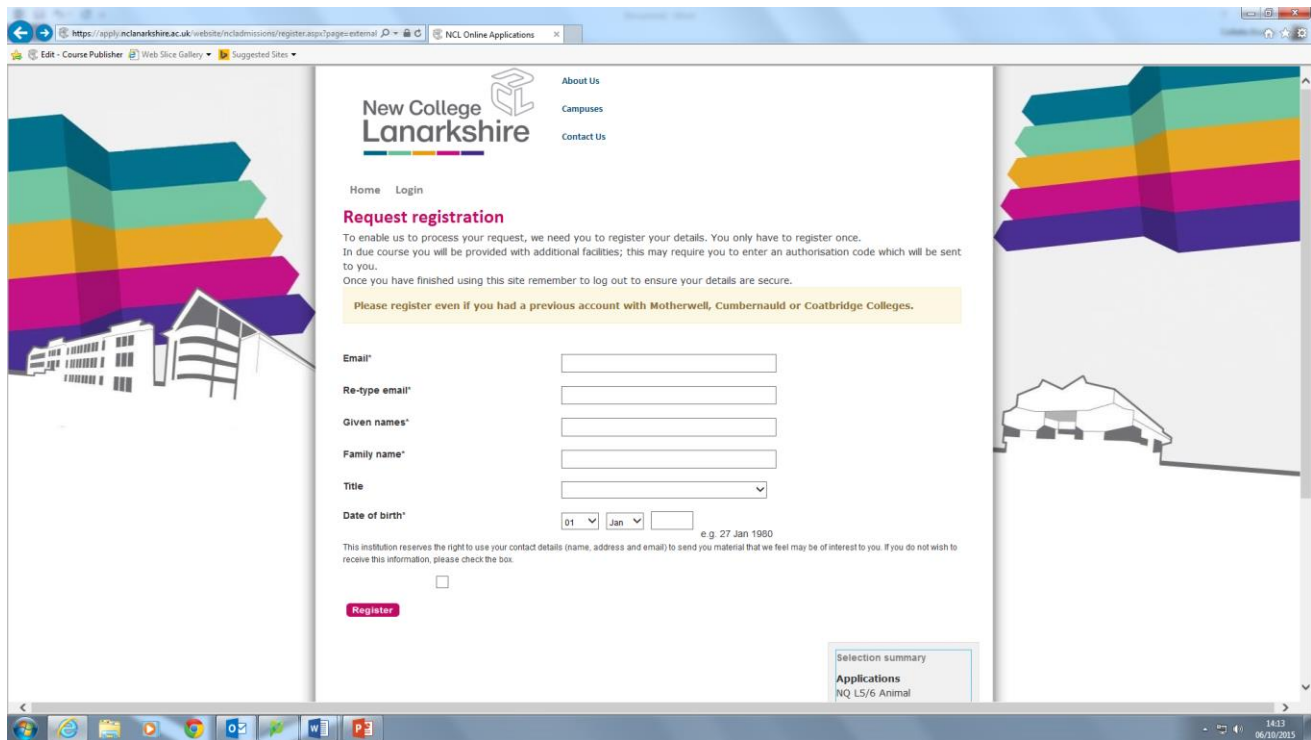 https://apply.nclanarkshire.ac.uk/website/ncladmissions/register.aspx?page=external
NCL Online Applications
Edit - Course Publisher
Web Slice Gallery
Suggested Sites
NCL
New College
Lanarkshire
About Us
Campuses
Contact Us
Home Login
Request registration
To enable us to process your request, we need you to register your details. You only have to register once.
In due course you will be provided with additional facilities; this may require you to enter an authorisation code which will be sent
to you.
Once you have finished using this site remember to log out to ensure your details are secure.
Please register even if you had a previous account with Motherwell, Cumbernauld or Coatbridge Colleges.
Email*
Re-type email*
Given names*
Family name*
Title
Date of birth*
01 Jan
e.g. 27 Jan 1980
This institution reserves the right to use your contact details (name, address and email) to send you material that we feel may be of interest to you. If you do not wish to
receive this information, please check the box.
Register
Selection summary
Applications
NQ L5/6 Animal
14:13
06/10/2015